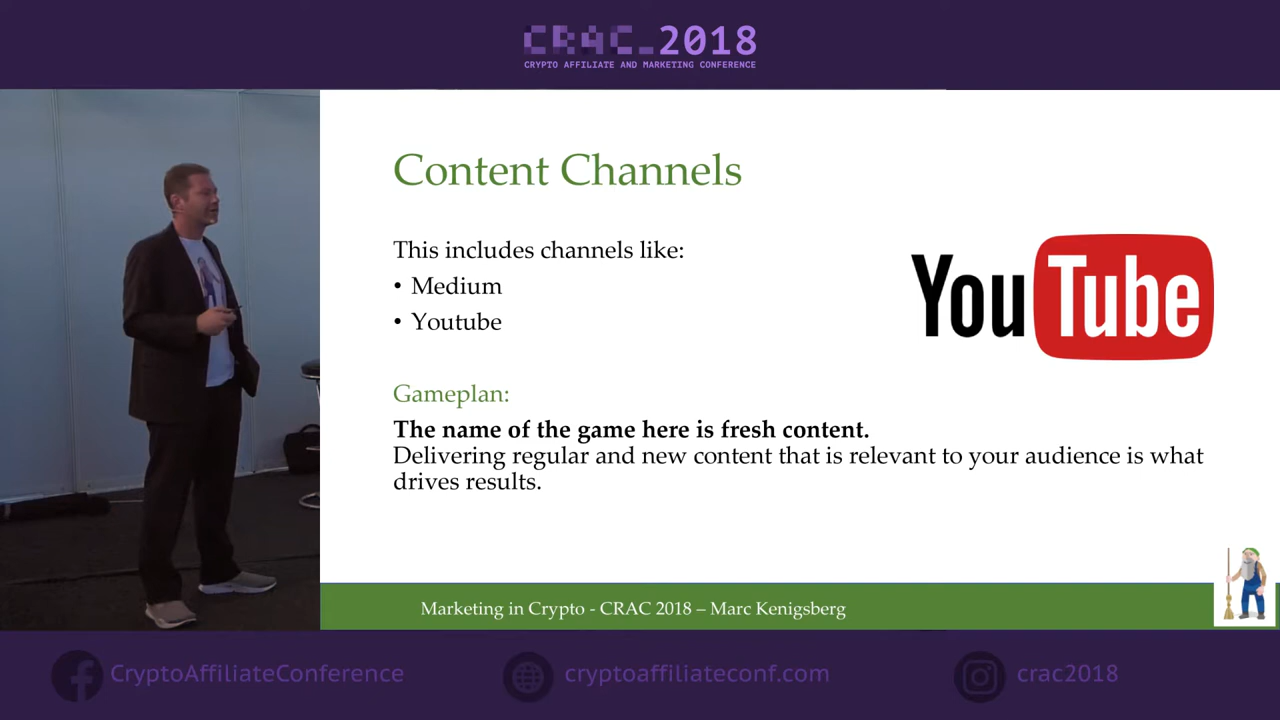 CRAC_2018
CRYPTO AFFILIATE AND MARKETING CONFERENCE
Content Channels
This includes channels like:
• Medium
• Youtube
YouTube
Gameplan:
The name of the game here is fresh content.
Delivering regular and new content that is relevant to your audience is what
drives results.
Marketing in Crypto - CRAC 2018 – Marc Kenigsberg
CryptoAffiliateConference
cryptoaffiliateconf.com
crac2018